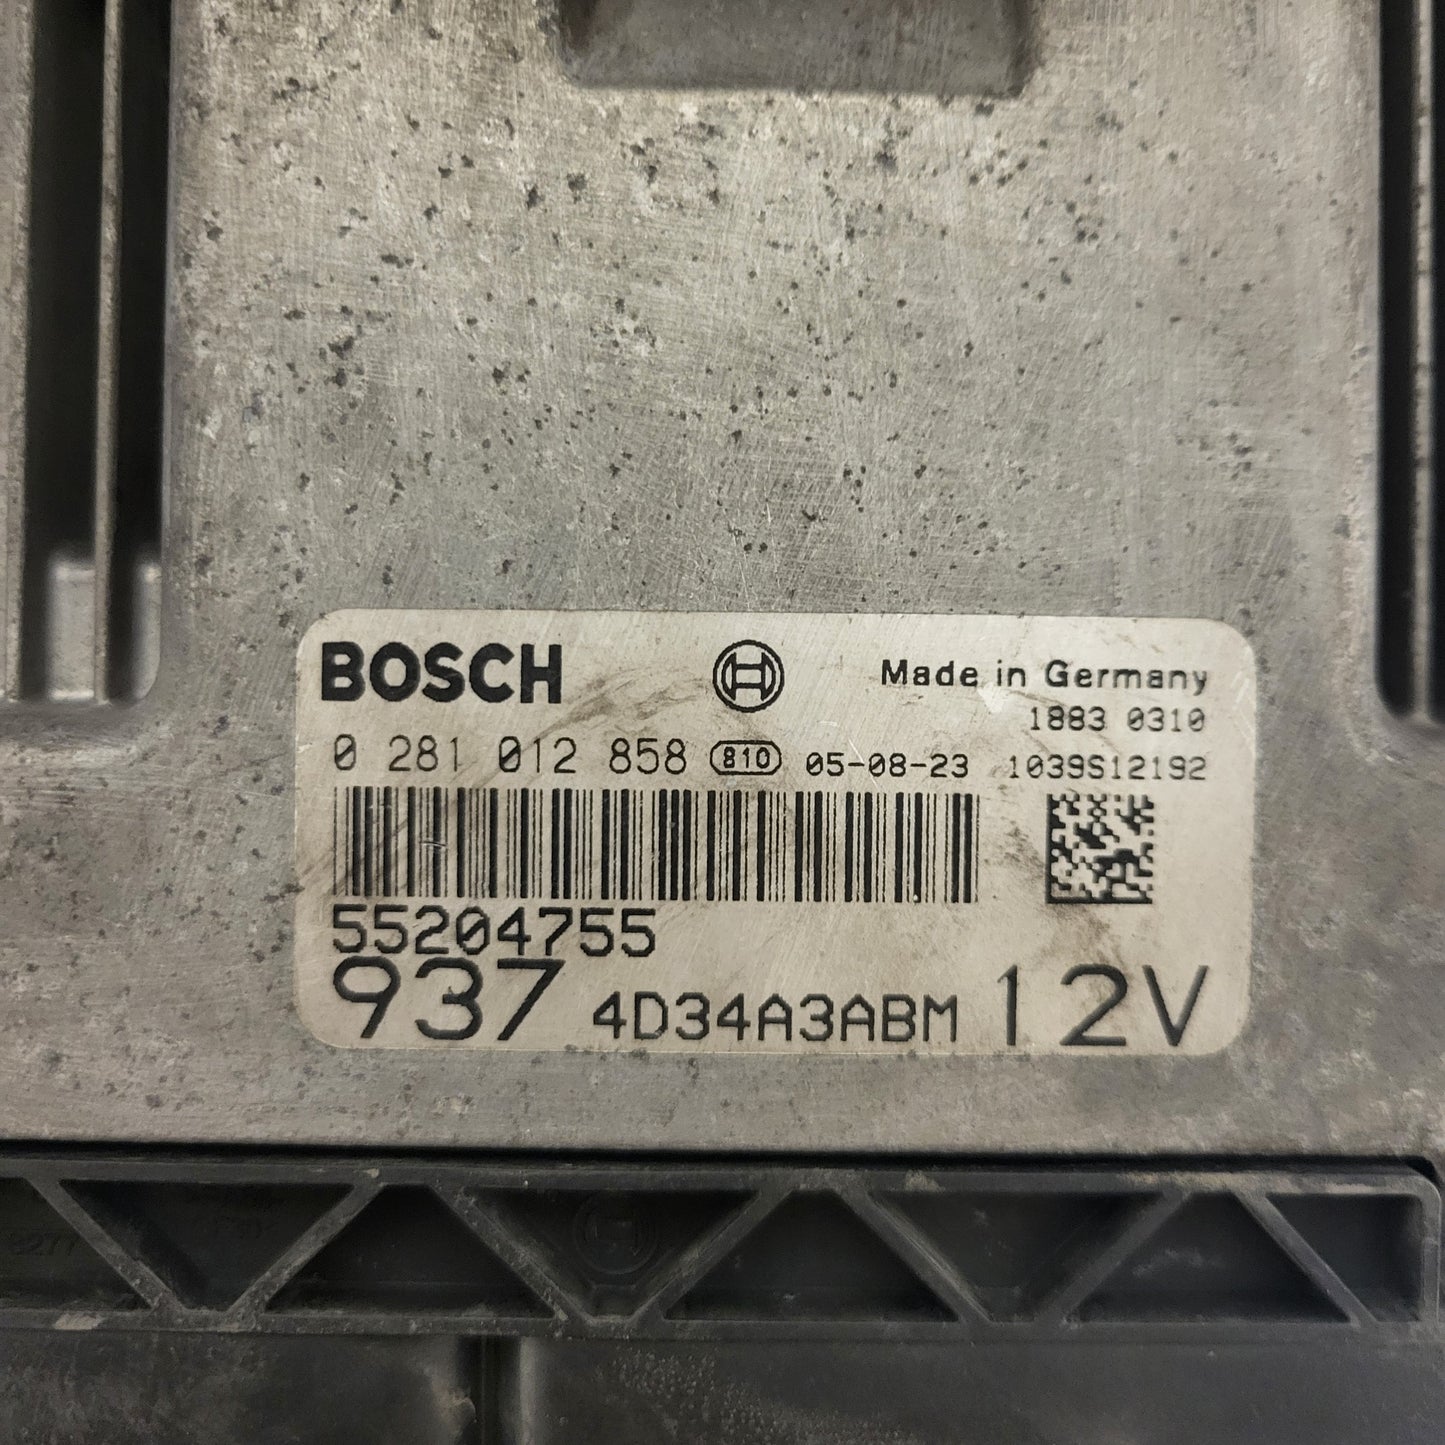 BOSCH Made in Germany
1883 0310
0 281 012 858 810 05-08-23 1039S12192
55204755
937 4D34A3ABM 12V